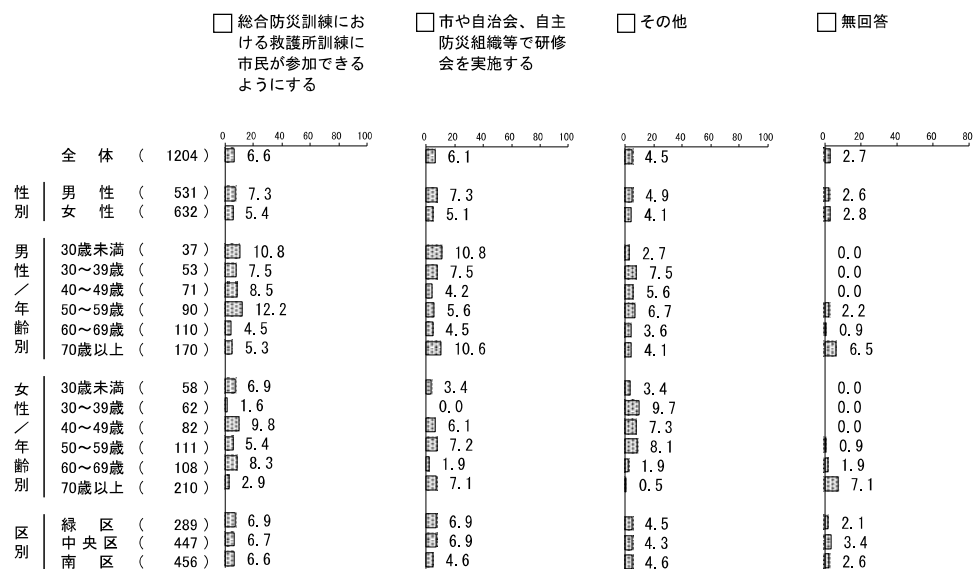 総合防災訓練にお
ける救護所訓練に
市民が参加できる
ようにする
市や自治会、自主
防災組織等で研修
会を実施する
その他
無回答
0 20 40 60 80 100 0 20 40 60 80 100 0 20 40 60 80 100 0 20 40 60 80
全 体 ( 1204 ) 6.6 6.1 4.5 2.7
性別
男 性 ( 531 ) 7.3 7.3 4.9 2.6
女 性 ( 632 ) 5.4 5.1 4.1 2.8
男性／年齢別
30歳未満 ( 37 ) 10.8 10.8 2.7 0.0
30～39歳 ( 53 ) 7.5 7.5 7.5 0.0
40～49歳 ( 71 ) 8.5 4.2 5.6 0.0
50～59歳 ( 90 ) 12.2 5.6 6.7 2.2
60～69歳 ( 110 ) 4.5 4.5 3.6 0.9
70歳以上 ( 170 ) 5.3 10.6 4.1 6.5
女性／年齢別
30歳未満 ( 58 ) 6.9 3.4 3.4 0.0
30～39歳 ( 62 ) 1.6 0.0 9.7 0.0
40～49歳 ( 82 ) 9.8 6.1 7.3 0.0
50～59歳 ( 111 ) 5.4 7.2 8.1 0.9
60～69歳 ( 108 ) 8.3 1.9 1.9 1.9
70歳以上 ( 210 ) 2.9 7.1 0.5 7.1
区別
緑 区 ( 289 ) 6.9 6.9 4.5 2.1
中 央 区 ( 447 ) 6.7 6.9 4.3 3.4
南 区 ( 456 ) 6.6 4.6 4.6 2.6